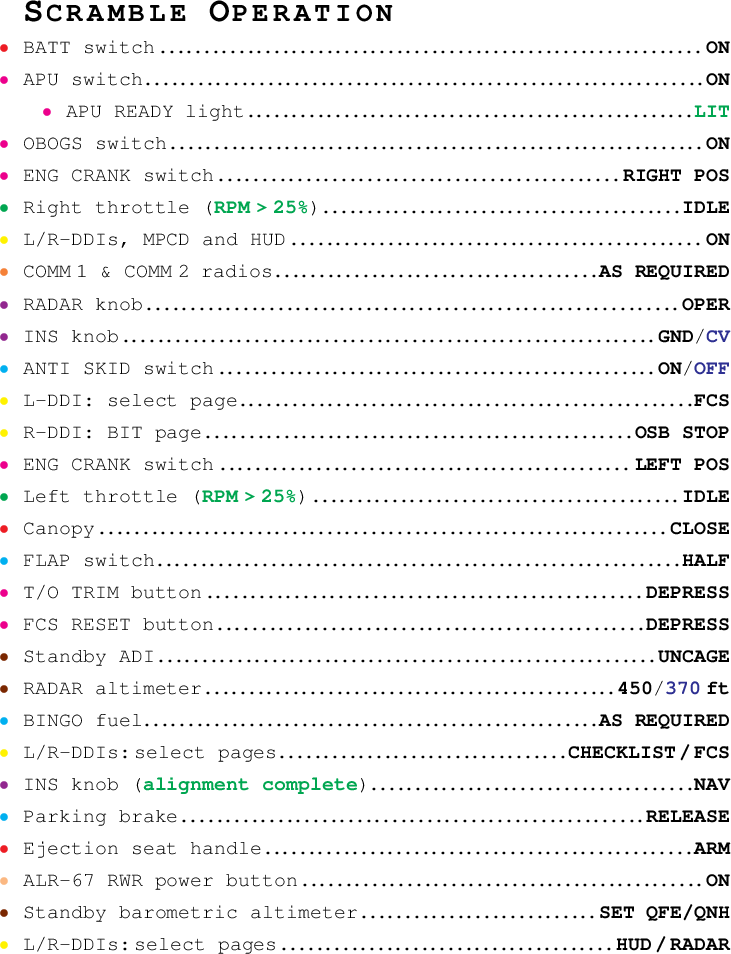 SCRAMBLE OPERATION
• BATT switch ................................................................ ON
• APU switch ................................................................ ON
• APU READY light .................................................. LIT
• OBOGS switch ............................................................ ON
• ENG CRANK switch .............................................. RIGHT POS
• Right throttle (RPM > 25%) ......................................... IDLE
• L/R-DDIs, MPCD and HUD ............................................... ON
• COMM 1 & COMM 2 radios ..................................... AS REQUIRED
• RADAR knob ............................................................ OPER
• INS knob ............................................................ GND/CV
• ANTI SKID switch .................................................. ON/OFF
• L-DDI: select page .................................................... FCS
• R-DDI: BIT page ................................................. OSB STOP
• ENG CRANK switch ............................................... LEFT POS
• Left throttle (RPM > 25%) .......................................... IDLE
• Canopy ................................................................ CLOSE
• FLAP switch ............................................................ HALF
• T/O TRIM button .................................................. DEPRESS
• FCS RESET button ................................................. DEPRESS
• Standby ADI ......................................................... UNCAGE
• RADAR altimeter ............................................... 450/370 ft
• BINGO fuel .................................................... AS REQUIRED
• L/R-DDIs: select pages ................................. CHECKLIST / FCS
• INS knob (alignment complete) ..................................... NAV
• Parking brake ..................................................... RELEASE
• Ejection seat handle ................................................. ARM
• ALR-67 RWR power button .............................................. ON
• Standby barometric altimeter ........................... SET QFE/QNH
• L/R-DDIs: select pages ...................................... HUD / RADAR